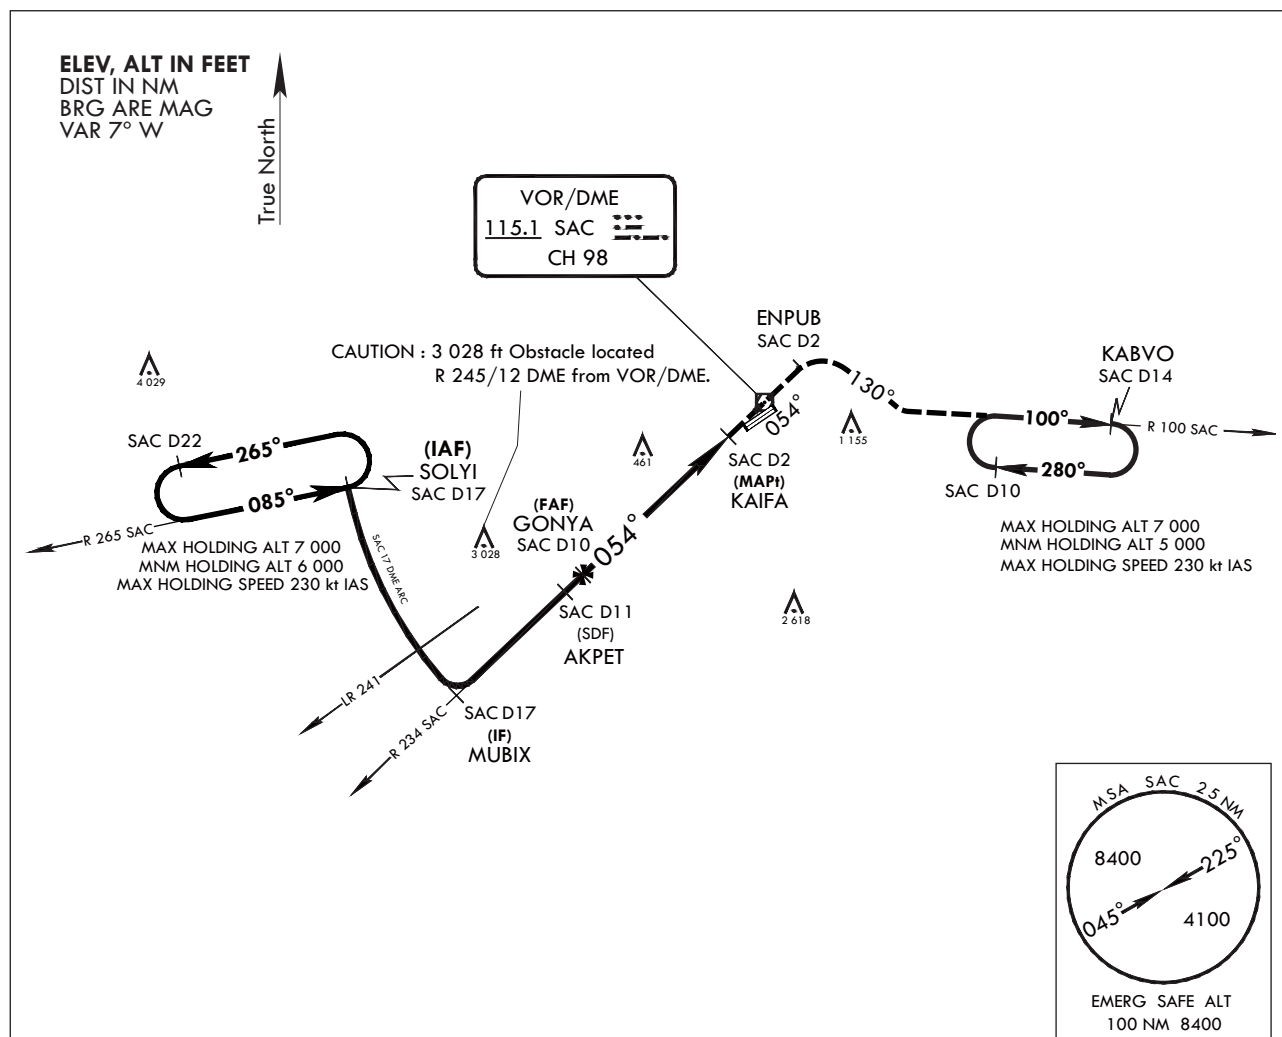 ELEV, ALT IN FEET
DIST IN NM
BRG ARE MAG
VAR 7° W
True North
VOR/DME
115.1 SAC
CH 98
ENPUB
SAC D2
CAUTION : 3 028 ft Obstacle located
R 245/12 DME from VOR/DME.
KABVO
SAC D14
4 029
130°
054°
1 155
100°
R 100 SAC
SAC D22
265°
(IAF)
SOLYI
SAC D17
461
SAC D2
(MAPt)
KAIFA
280°
SAC D10
085°
R 265 SAC
(FAF)
GONYA
SAC D10
054°
3 028
MAX HOLDING ALT 7 000
MNM HOLDING ALT 6 000
MAX HOLDING SPEED 230 kt IAS
MAX HOLDING ALT 7 000
MNM HOLDING ALT 5 000
MAX HOLDING SPEED 230 kt IAS
SAC 17 DME ARC
SAC D11
(SDF)
AKPET
2 618
LR 241
R 234 SAC
SAC D17
(IF)
MUBIX
MSA SAC 25 NM
8400
225°
045°
4100
EMERG SAFE ALT
100 NM 8400